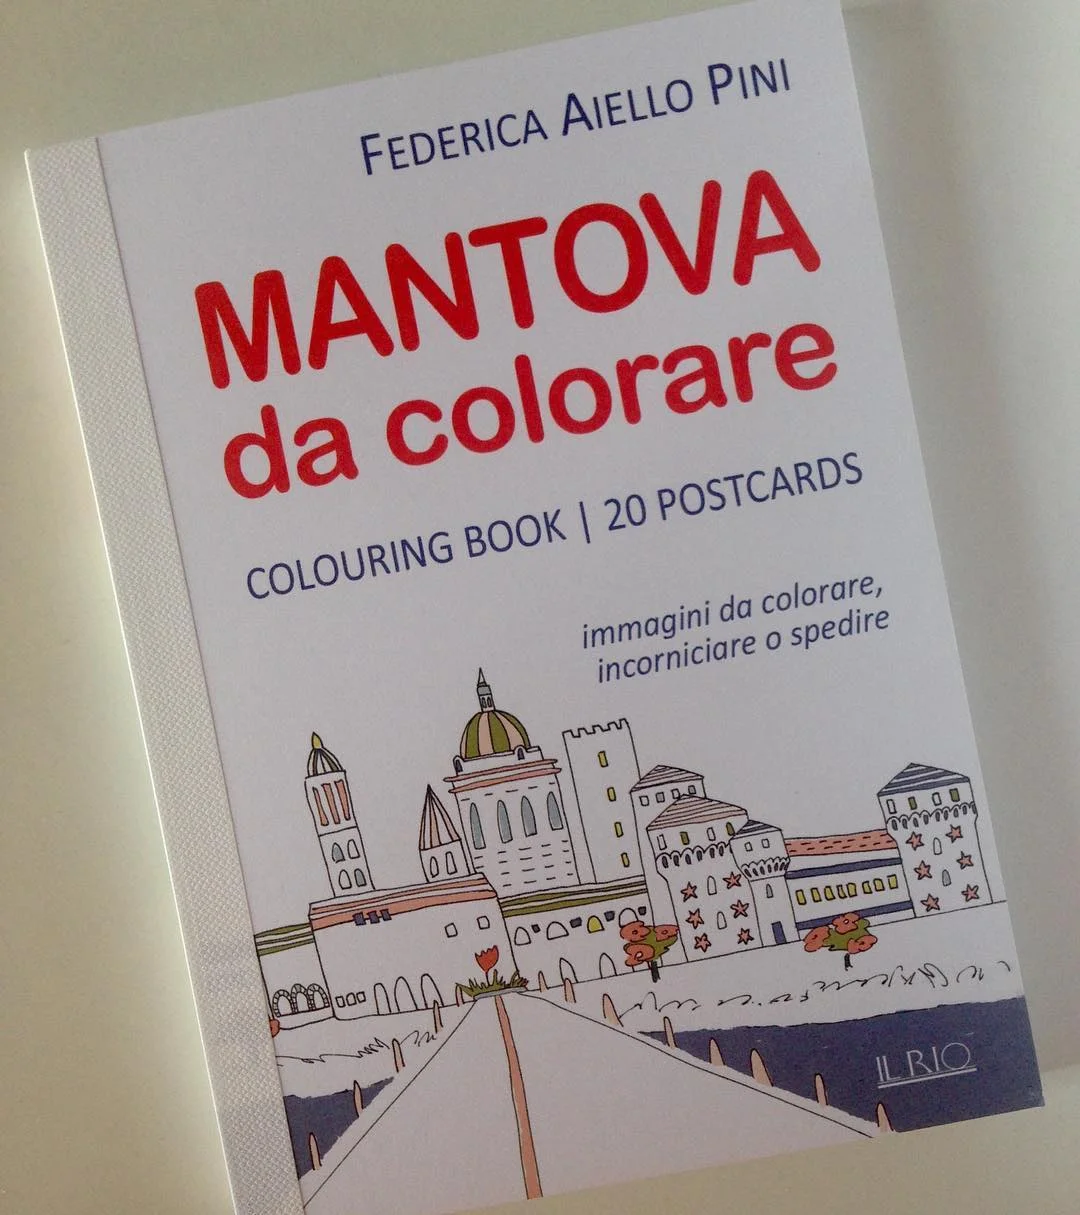 FEDERICA AIELLO PINI
MANTOVA
da colorare
COLOURING BOOK | 20 POSTCARDS
immagini da colorare,
incorniciare o spedire
IL RIO